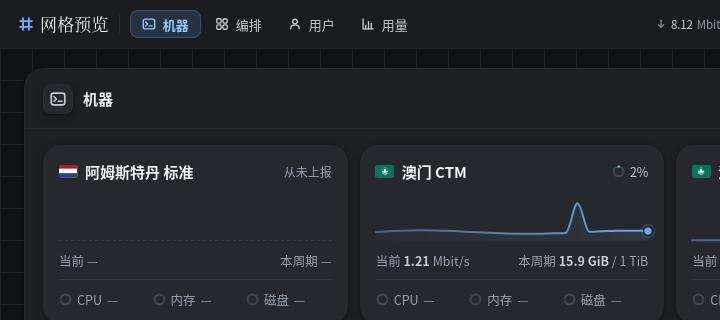 网格预览 机器 编排 用户 用量 ↓ 8.12 Mbit
机器
阿姆斯特丹 标准 从未上报
澳门 CTM 2%
当前 — 本周期 —
当前 1.21 Mbit/s 本周期 15.9 GiB / 1 TiB
当前
CPU — 内存 — 磁盘 —
CPU — 内存 — 磁盘 —